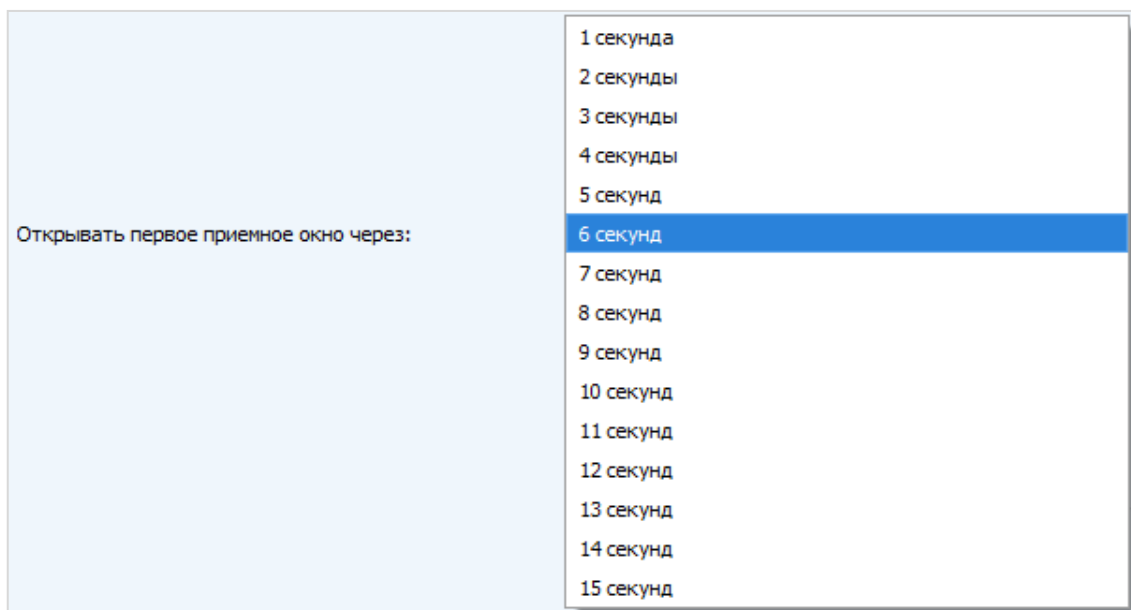 Открывать первое приемное окно через:
1 секунда
2 секунды
3 секунды
4 секунды
5 секунд
6 секунд
7 секунд
8 секунд
9 секунд
10 секунд
11 секунд
12 секунд
13 секунд
14 секунд
15 секунд